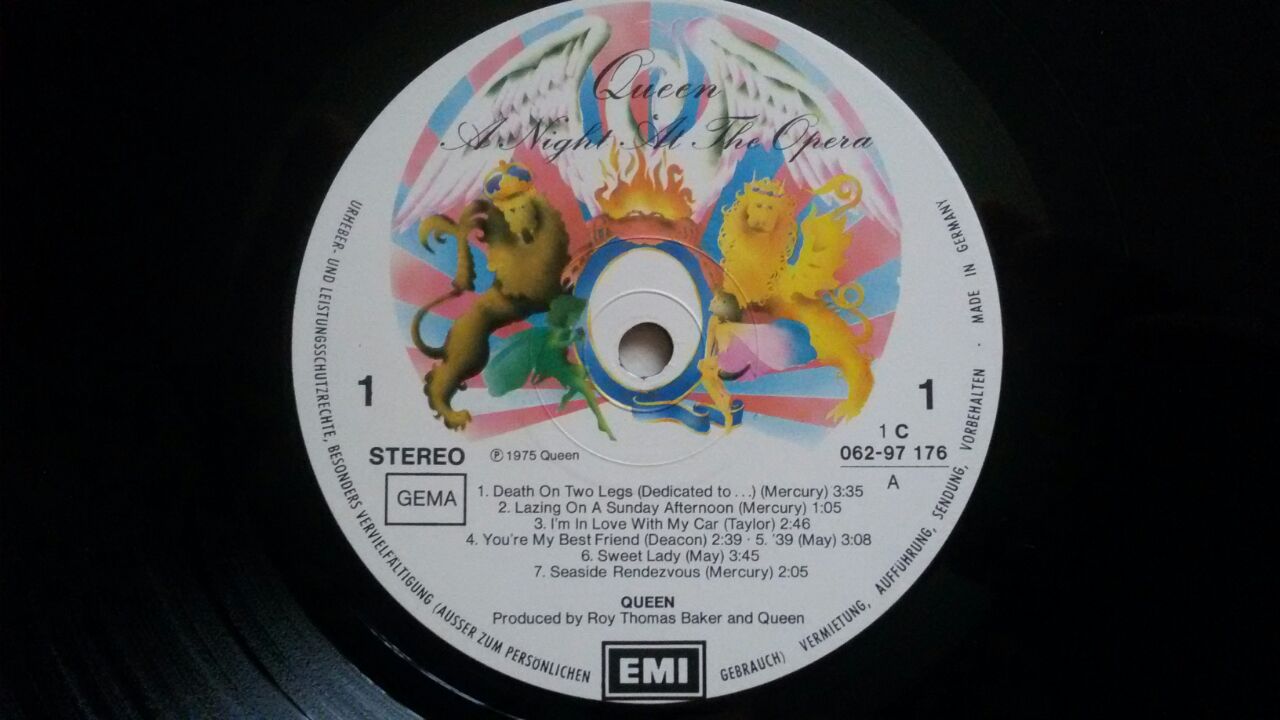 Queen
A Night At The Opera
1
1
STEREO
℗ 1975 Queen
1 C
062-97 176
A
GEMA
1. Death On Two Legs (Dedicated to ...) (Mercury) 3:35
2. Lazing On A Sunday Afternoon (Mercury) 1:05
3. I'm In Love With My Car (Taylor) 2:46
4. You're My Best Friend (Deacon) 2:39 · 5. '39 (May) 3:08
6. Sweet Lady (May) 3:45
7. Seaside Rendezvous (Mercury) 2:05
QUEEN
Produced by Roy Thomas Baker and Queen
EMI
URHEBER- UND LEISTUNGSSCHUTZRECHTE, BESONDERS VERVIELFÄLTIGUNG (AUSSER ZUM PERSÖNLICHEN GEBRAUCH) VERMIETUNG, AUFFÜHRUNG, SENDUNG, VORBEHALTEN · MADE IN GERMANY